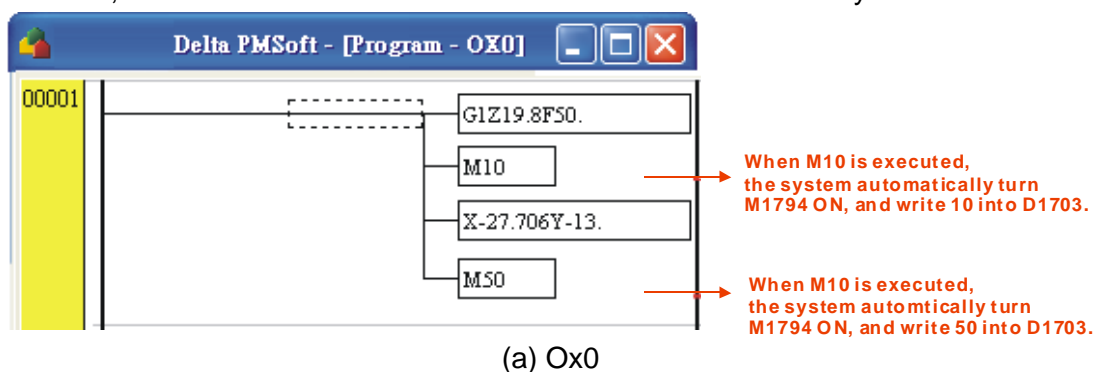 Delta PMSoft - [Program - OX0]
00001
G1Z19.8F50.
M10
When M10 is executed,
the system automatically turn
M1794 ON, and write 10 into D1703.
X-27.706Y-13.
M50
When M10 is executed,
the system automtically turn
M1794 ON, and write 50 into D1703.
(a) Ox0